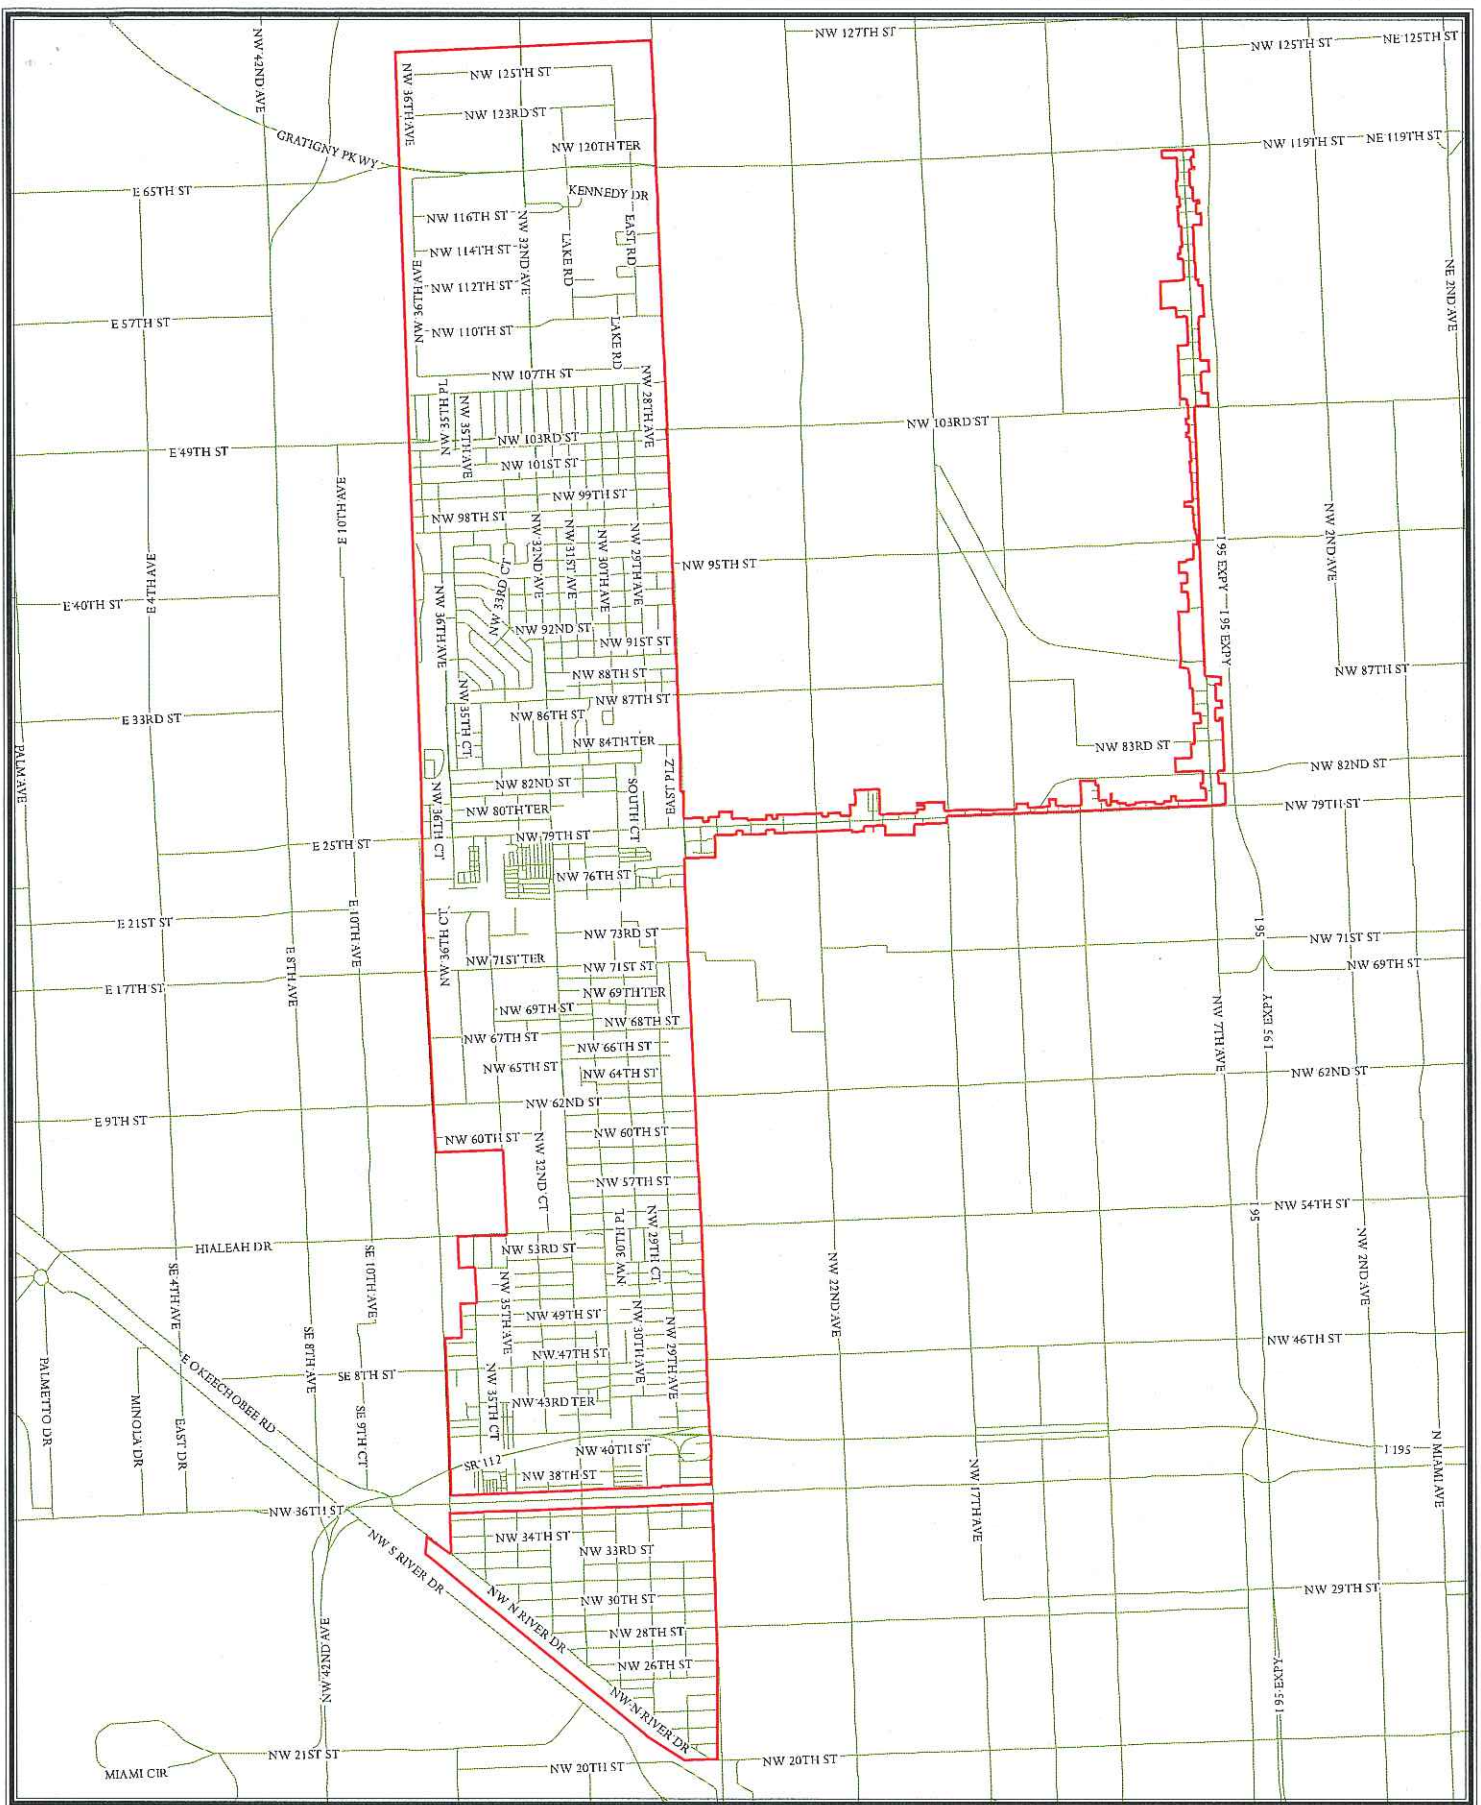 NW 127TH ST
NE 125TH ST
NW 125TH ST
NW 42ND AVE
NW 36TH AVE
NW 125TH ST
NW 123RD ST
GRATIGNY PKWY
NW 120TH TER
NW 119TH ST
NE 119TH ST
E 65TH ST
KENNEDY DR
NW 116TH ST
NW 32ND AVE
LAKE RD
EAST RD
NW 114TH ST
NW 112TH ST
NW 36TH AVE
NE 2ND AVE
E 57TH ST
NW 110TH ST
LAKE RD
NW 107TH ST
NW 35TH PL
NW 35TH AVE
NW 28TH AVE
NW 103RD ST
NW 103RD ST
E 49TH ST
NW 101ST ST
E 10TH AVE
NW 99TH ST
NW 98TH ST
NW 33RD CT
NW 32ND AVE
NW 31ST AVE
NW 30TH AVE
NW 29TH AVE
NW 95TH ST
I 95 EXPY
NW 2ND AVE
E 4TH AVE
E 40TH ST
NW 36TH AVE
NW 92ND ST
I 95 EXPY
NW 91ST ST
NW 88TH ST
NW 87TH ST
NW 87TH ST
NW 35TH CT
E 33RD ST
NW 86TH ST
NW 84TH TER
NW 83RD ST
PALM AVE
NW 82ND ST
NW 82ND ST
EAST PLZ
SOUTH CT
NW 36TH CT
NW 80TH TER
NW 79TH ST
NW 79TH ST
E 25TH ST
NW 76TH ST
E 21ST ST
E 10TH AVE
NW 36TH CT
NW 73RD ST
I 95
NW 71ST ST
E 8TH AVE
NW 71ST TER
NW 71ST ST
NW 69TH ST
E 17TH ST
NW 69TH TER
NW 69TH ST
NW 68TH ST
NW 7TH AVE
I 95 EXPY
NW 67TH ST
NW 66TH ST
NW 65TH ST
NW 64TH ST
NW 62ND ST
NW 62ND ST
E 9TH ST
NW 60TH ST
NW 60TH ST
NW 32ND CT
NW 57TH ST
NW 54TH ST
I 95
HIALEAH DR
NW 53RD ST
NW 30TH PL
NW 29TH CT
NW 22ND AVE
NW 2ND AVE
SE 4TH AVE
SE 10TH AVE
NW 35TH AVE
NW 49TH ST
NW 30TH AVE
NW 29TH AVE
SE 8TH AVE
NW 46TH ST
NW 47TH ST
E OKEECHOBEE RD
SE 8TH ST
PALMETTO DR
MINOLA DR
EAST DR
SE 9TH CT
NW 35TH CT
NW 43RD TER
NW 40TH ST
I 195
N MIAMI AVE
SR 112
NW 38TH ST
NW 17TH AVE
NW 36TH ST
NW S RIVER DR
NW 34TH ST
NW 33RD ST
NW 29TH ST
NW N RIVER DR
NW 30TH ST
NW 28TH ST
NW 42ND AVE
NW 26TH ST
I 95 EXPY
NW N RIVER DR
NW 21ST ST
NW 20TH ST
NW 20TH ST
MIAMI CIR